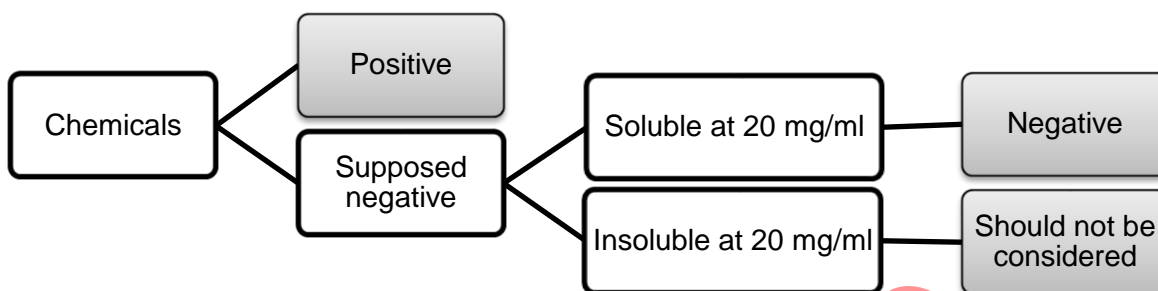 Chemicals
Positive
Supposed
negative
Soluble at 20 mg/ml
Insoluble at 20 mg/ml
Negative
Should not be
considered